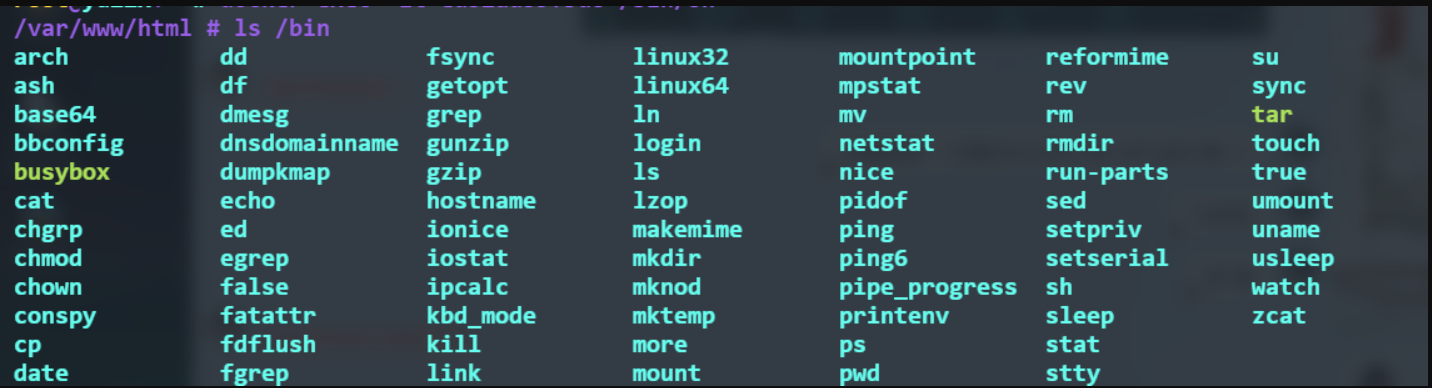 /var/www/html # ls /bin
arch dd fsync linux32 mountpoint reformime su
ash df getopt linux64 mpstat rev sync
base64 dmesg grep ln mv rm tar
bbconfig dnsdomainname gunzip login netstat rmdir touch
busybox dumpkmap gzip ls nice run-parts true
cat echo hostname lzop pidof sed umount
chgrp ed ionice makemime ping setpriv uname
chmod egrep iostat mkdir ping6 setserial usleep
chown false ipcalc mknod pipe_progress sh watch
conspy fatattr kbd_mode mktemp printenv sleep zcat
cp fdflush kill more ps stat
date fgrep link mount pwd stty